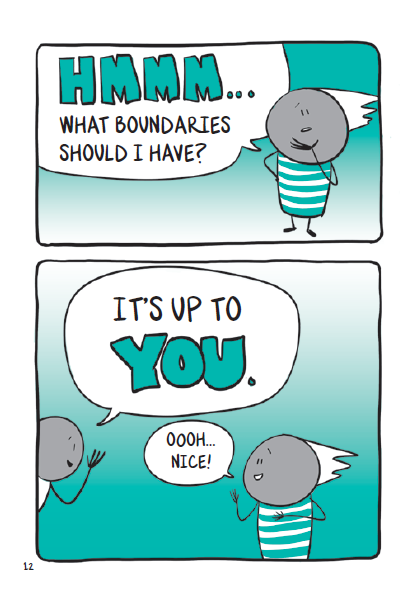 HMMM...
WHAT BOUNDARIES
SHOULD I HAVE?
IT'S UP TO
YOU.
OOOH...
NICE!
12